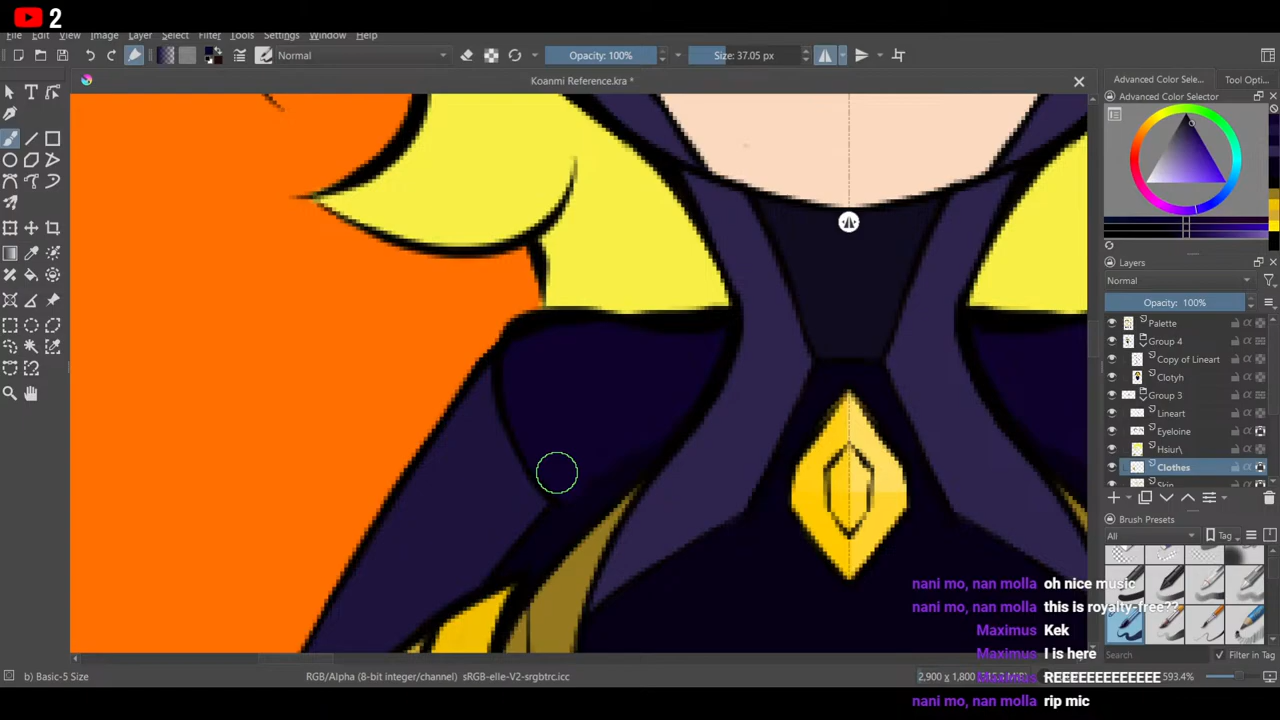 2
File Edit View Image Layer Select Filter Tools Settings Window Help
Normal
Opacity: 100%
Size: 37.05 px
Koanmi Reference.kra *
Advanced Color Sele...
Tool Opti...
Advanced Color Selector
Layers
Normal
Opacity: 100%
Palette
Group 4
Copy of Lineart
Clotyh
Group 3
Lineart
Eyeloine
Hsiur\
Clothes
Skin
Brush Presets
All
Tag
nani mo, nan molla oh nice music
nani mo, nan molla this is royalty-free??
Maximus Kek
Maximus I is here
Maximus REEEEEEEEEEEEE
nani mo, nan molla rip mic
Search
Filter in Tag
b) Basic-5 Size
RGB/Alpha (8-bit integer/channel) sRGB-elle-V2-srgbtrc.icc
2,900 x 1,800
593.4%